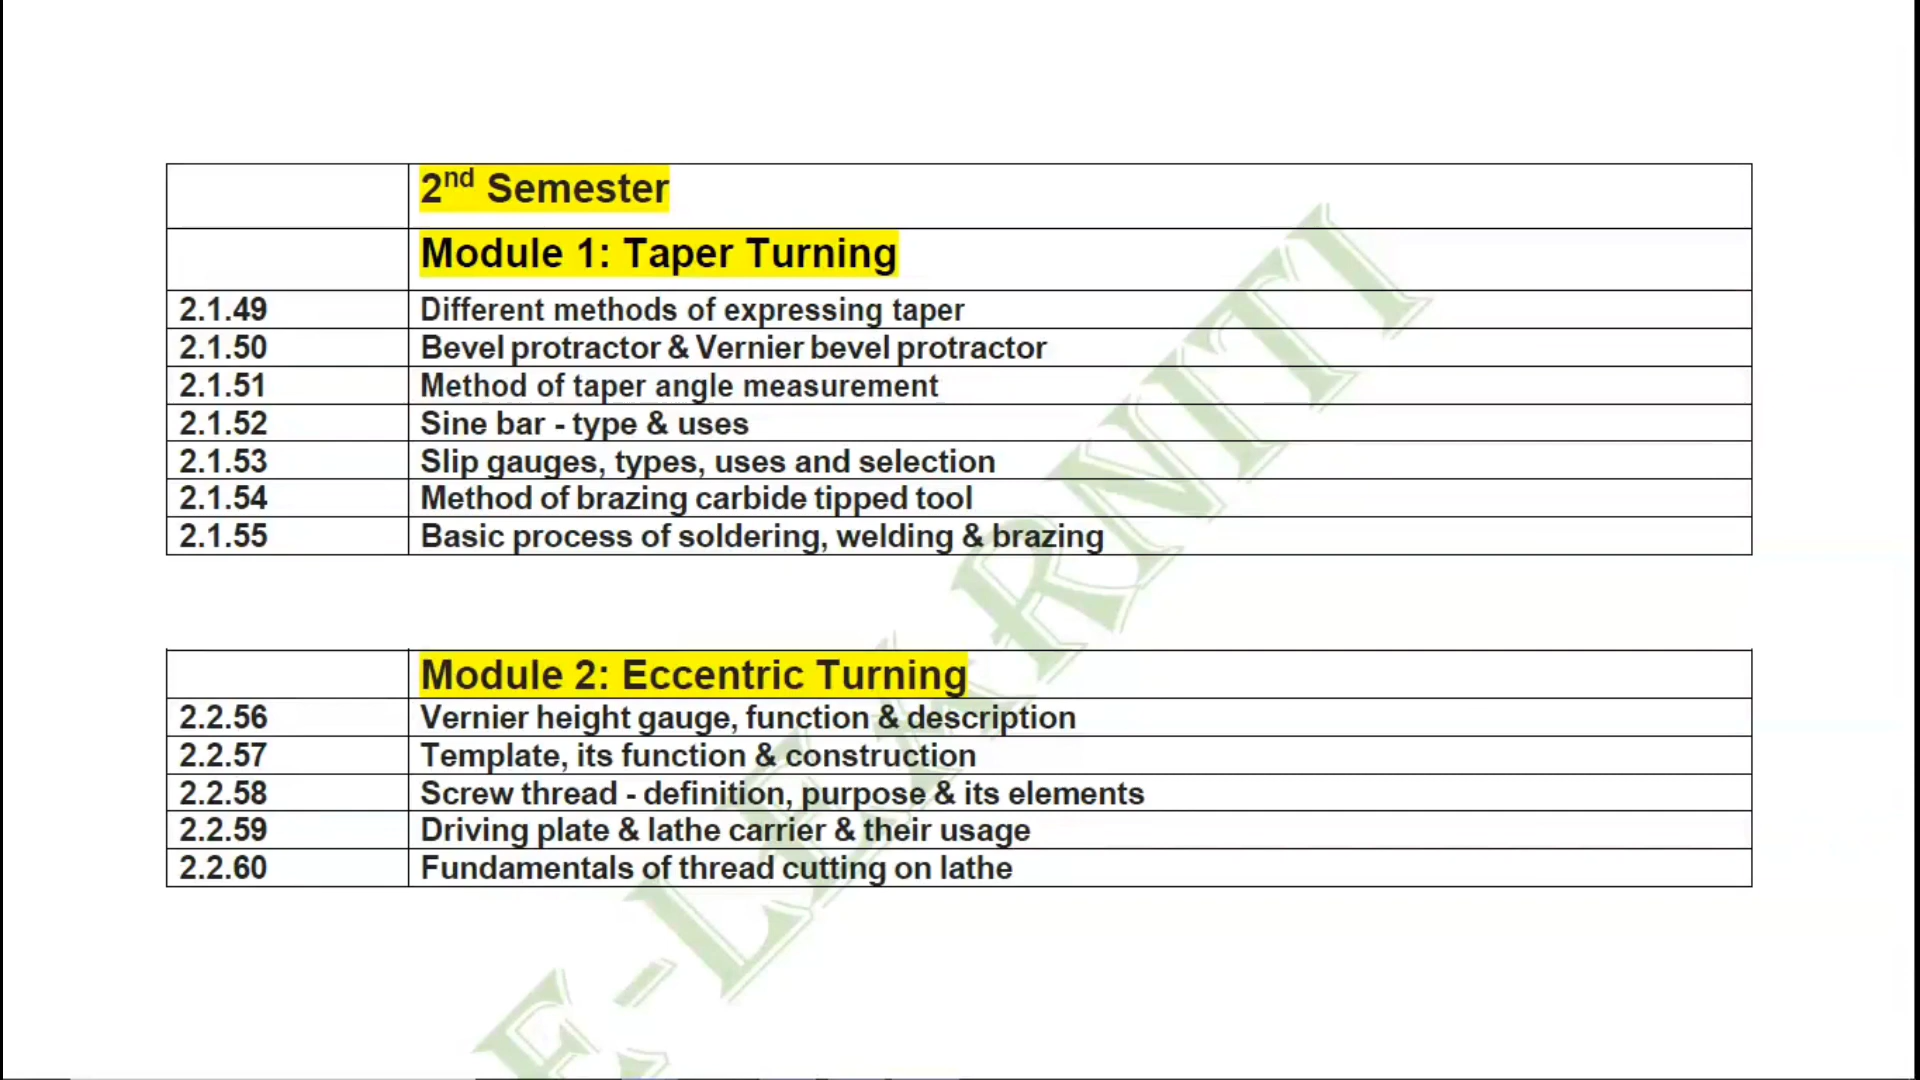 2nd Semester
Module 1: Taper Turning
2.1.49 Different methods of expressing taper
2.1.50 Bevel protractor & Vernier bevel protractor
2.1.51 Method of taper angle measurement
2.1.52 Sine bar - type & uses
2.1.53 Slip gauges, types, uses and selection
2.1.54 Method of brazing carbide tipped tool
2.1.55 Basic process of soldering, welding & brazing
Module 2: Eccentric Turning
2.2.56 Vernier height gauge, function & description
2.2.57 Template, its function & construction
2.2.58 Screw thread - definition, purpose & its elements
2.2.59 Driving plate & lathe carrier & their usage
2.2.60 Fundamentals of thread cutting on lathe
E-LEARNITI